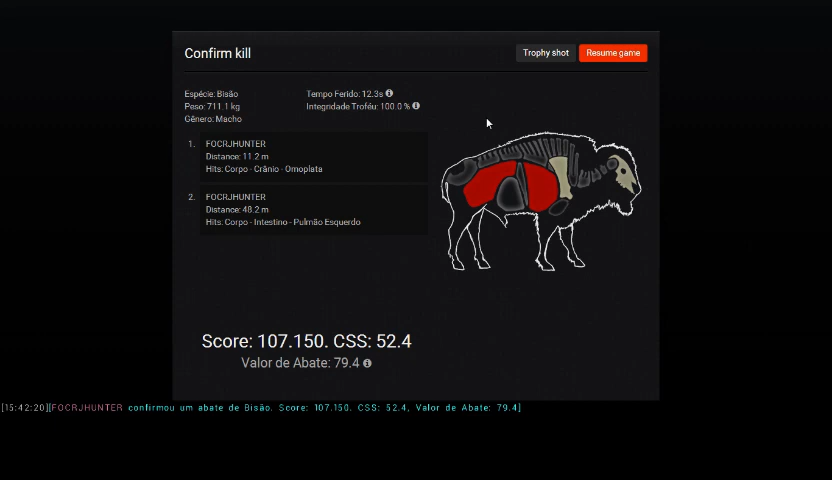 Confirm kill
Trophy shot
Resume game
Espécie: Bisão
Peso: 711.1 kg
Gênero: Macho
Tempo Ferido: 12.3s
Integridade Troféu: 100.0 %
1. FOCRJHUNTER
Distance: 11.2 m
Hits: Corpo - Crânio - Omoplata
2. FOCRJHUNTER
Distance: 48.2 m
Hits: Corpo - Intestino - Pulmão Esquerdo
Score: 107.150. CSS: 52.4
Valor de Abate: 79.4
[15:42:20][FOCRJHUNTER confirmou um abate de Bisão. Score: 107.150. CSS: 52.4, Valor de Abate: 79.4]